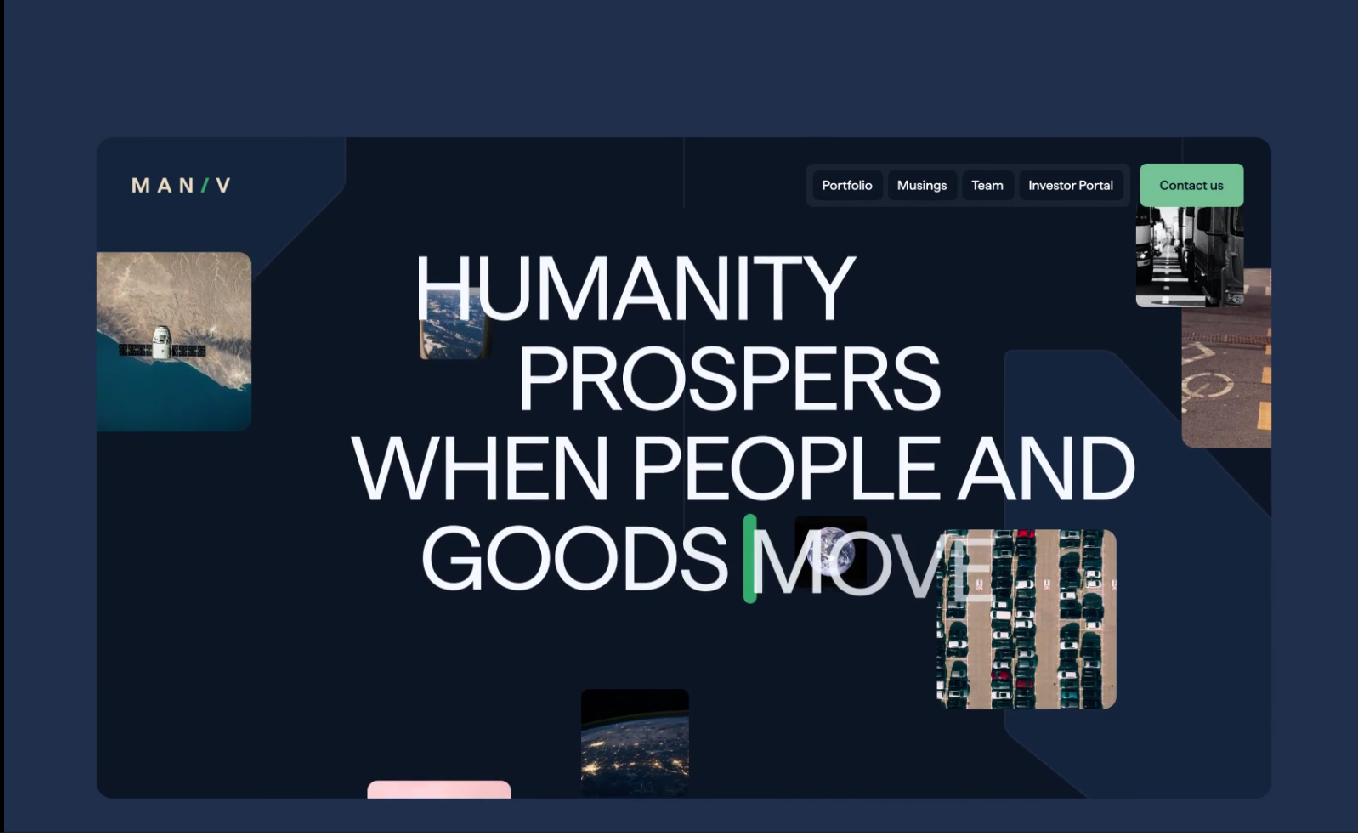 MAN/V
Portfolio
Musings
Team
Investor Portal
Contact us
HUMANITY
PROSPERS
WHEN PEOPLE AND
GOODS MOVE